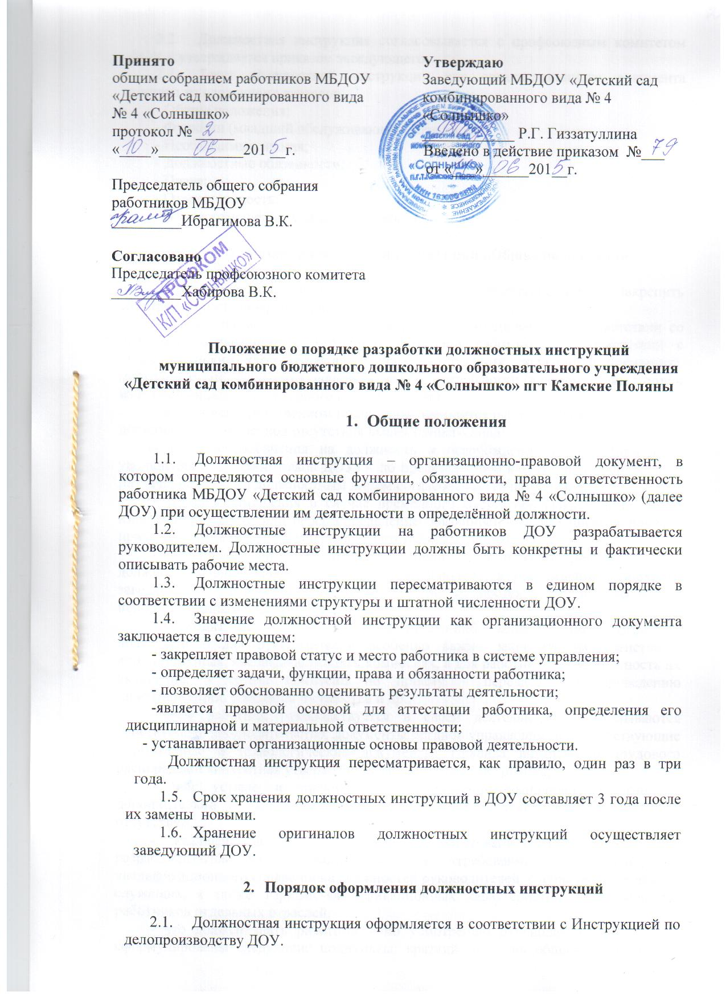 Принято
общим собранием работников МБДОУ
«Детский сад комбинированного вида
№ 4 «Солнышко»
протокол № 2
«10» 06 2015 г.
Председатель общего собрания
работников МБДОУ
Ибрагимова В.К.
Согласовано
Председатель профсоюзного комитета
Хабирова В.К.
ПРОФКОМ
К/П «СОЛНЫШКО»
Утверждаю
Заведующий МБДОУ «Детский сад
комбинированного вида № 4
«Солнышко»
Р.Г. Гиззатуллина
Введено в действие приказом № 79
от « » 06 2015 г.
«Детский сад
комбинированного
«Солнышко»
п.г.т.Камские Поляны
Положение о порядке разработки должностных инструкций
муниципального бюджетного дошкольного образовательного учреждения
«Детский сад комбинированного вида № 4 «Солнышко» пгт Камские Поляны
1. Общие положения
1.1. Должностная инструкция – организационно-правовой документ, в
котором определяются основные функции, обязанности, права и ответственность
работника МБДОУ «Детский сад комбинированного вида № 4 «Солнышко» (далее
ДОУ) при осуществлении им деятельности в определённой должности.
1.2. Должностные инструкции на работников ДОУ разрабатывается
руководителем. Должностные инструкции должны быть конкретны и фактически
описывать рабочие места.
1.3. Должностные инструкции пересматриваются в едином порядке в
соответствии с изменениями структуры и штатной численности ДОУ.
1.4. Значение должностной инструкции как организационного документа
заключается в следующем:
- закрепляет правовой статус и место работника в системе управления;
- определяет задачи, функции, права и обязанности работника;
- позволяет обоснованно оценивать результаты деятельности;
-является правовой основой для аттестации работника, определения его
дисциплинарной и материальной ответственности;
- устанавливает организационные основы правовой деятельности.
Должностная инструкция пересматривается, как правило, один раз в три
года.
1.5. Срок хранения должностных инструкций в ДОУ составляет 3 года после
их замены новыми.
1.6. Хранение оригиналов должностных инструкций осуществляет
заведующий ДОУ.
2. Порядок оформления должностных инструкций
2.1. Должностная инструкция оформляется в соответствии с Инструкцией по
делопроизводству ДОУ.